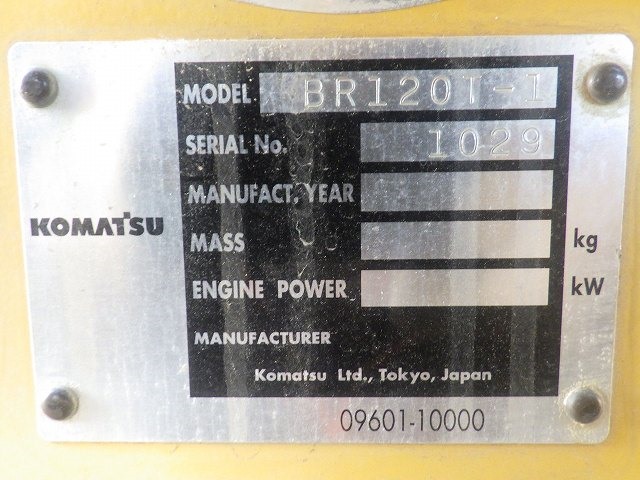 MODEL BR120T-1
SERIAL No. 1029
MANUFACT. YEAR
KOMATSU
MASS kg
ENGINE POWER kW
MANUFACTURER
Komatsu Ltd., Tokyo, Japan
09601-10000